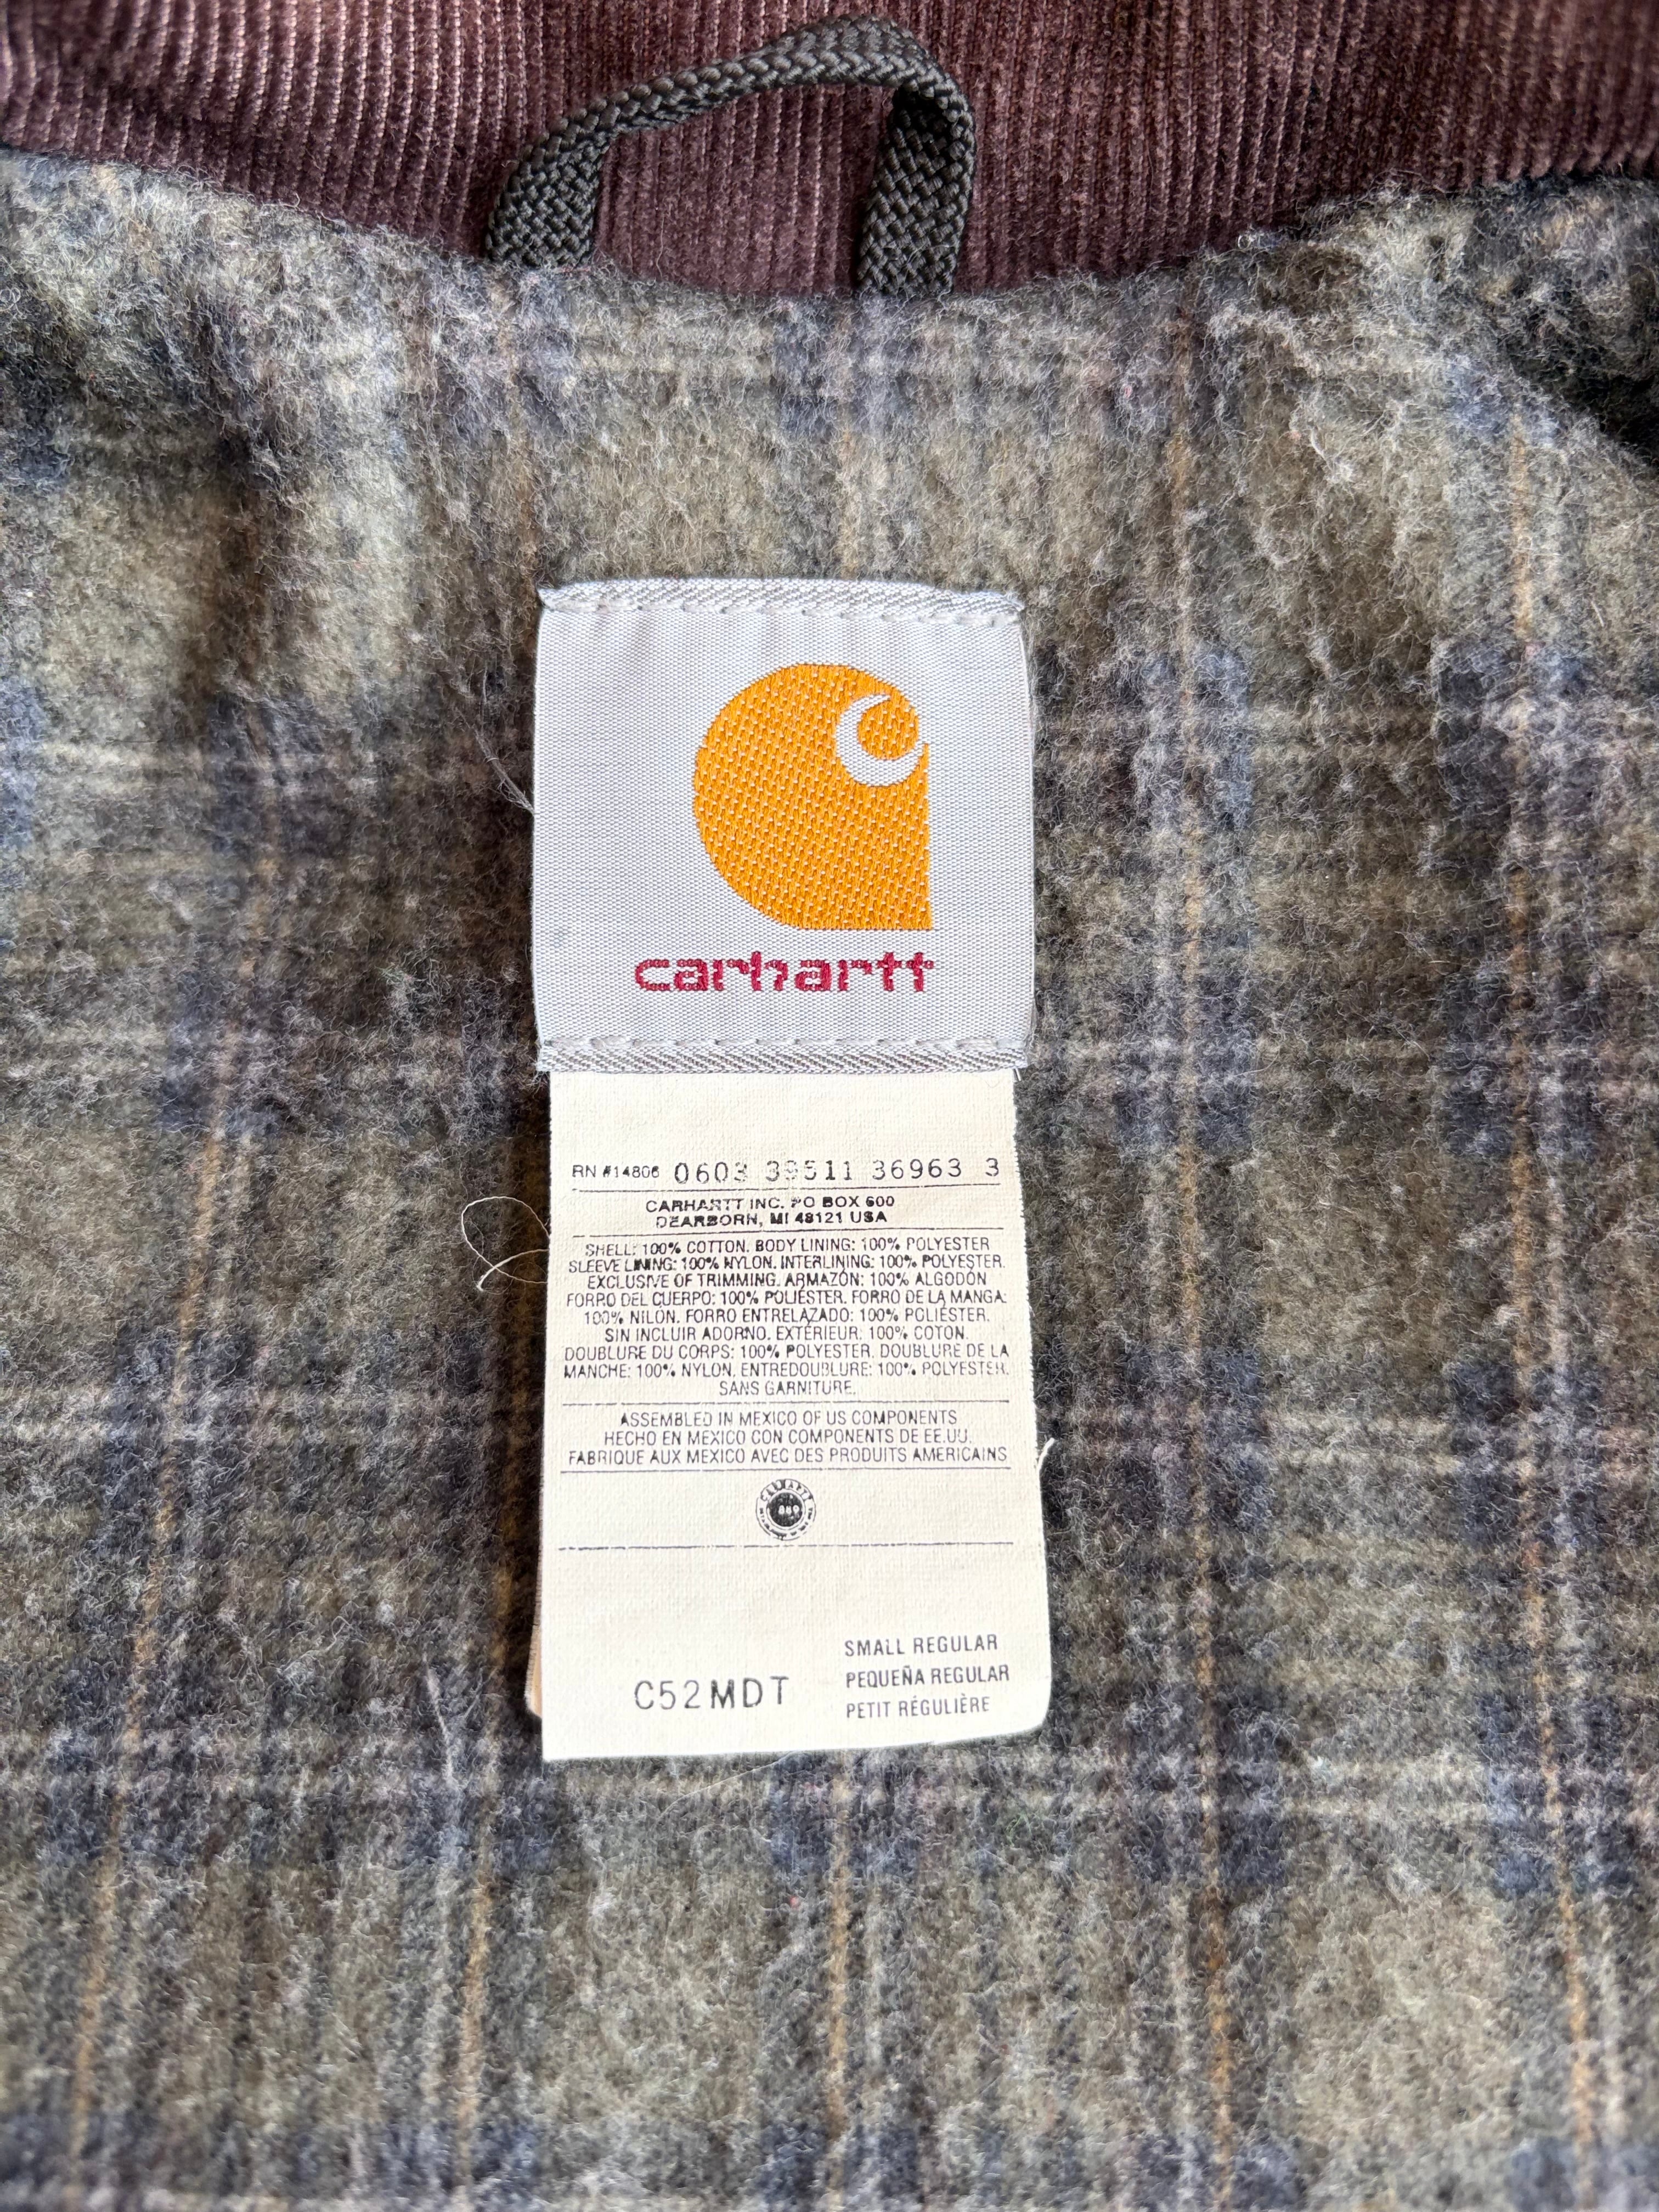 carhartt
RN #14806 0603 39511 36963 3
CARHARTT INC. PO BOX 600
DEARBORN, MI 48121 USA
SHELL: 100% COTTON. BODY LINING: 100% POLYESTER
SLEEVE LINING: 100% NYLON. INTERLINING: 100% POLYESTER.
EXCLUSIVE OF TRIMMING. ARMAZÓN: 100% ALGODÓN
FORRO DEL CUERPO: 100% POLIÉSTER. FORRO DE LA MANGA:
100% NILÓN. FORRO ENTRELAZADO: 100% POLIÉSTER.
SIN INCLUIR ADORNO. EXTÉRIEUR: 100% COTON.
DOUBLURE DU CORPS: 100% POLYESTER. DOUBLURE DE LA
MANCHE: 100% NYLON. ENTREDOUBLURE: 100% POLYESTER.
SANS GARNITURE.
ASSEMBLED IN MEXICO OF US COMPONENTS
HECHO EN MEXICO CON COMPONENTS DE EE.UU.
FABRIQUE AUX MEXICO AVEC DES PRODUITS AMERICAINS
889
SMALL REGULAR
C52MDT PEQUEÑA REGULAR
PETIT RÉGULIÈRE